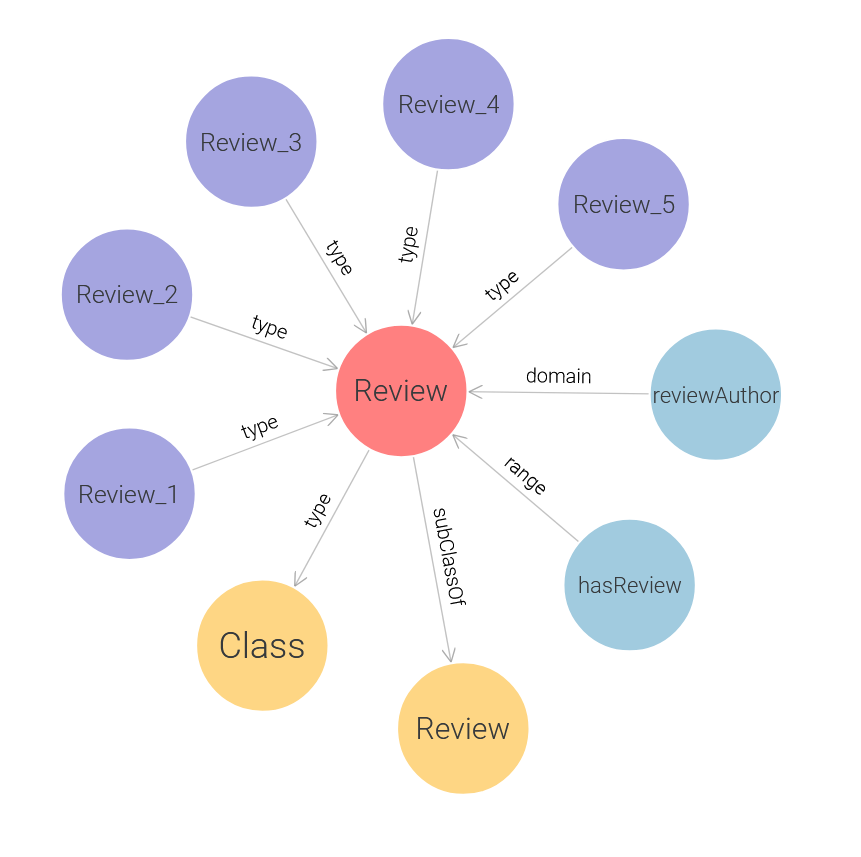 Review_4
Review_3
Review_5
type
type
type
Review_2
type
domain
Review
reviewAuthor
type
range
Review_1
type
subClassOf
hasReview
Class
Review